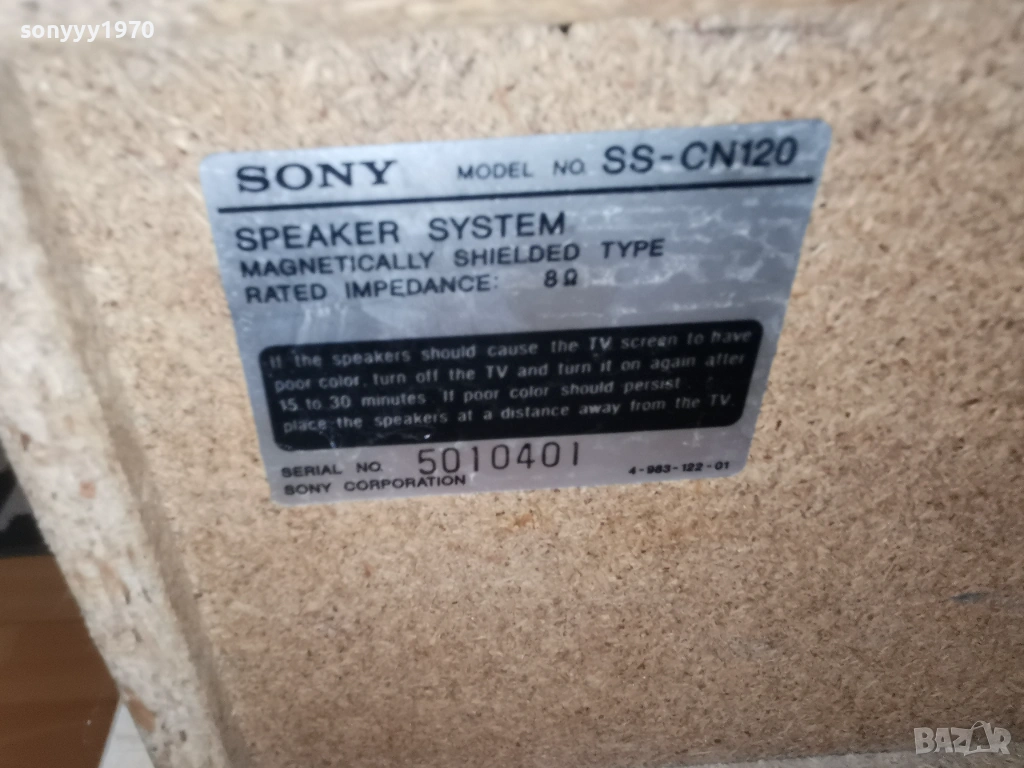 sonyyy1970
SONY MODEL NO. SS-CN120
SPEAKER SYSTEM
MAGNETICALLY SHIELDED TYPE
RATED IMPEDANCE: 8Ω
If the speakers should cause the TV screen to have
poor color, turn off the TV and turn it on again after
15 to 30 minutes. If poor color should persist,
place the speakers at a distance away from the TV.
SERIAL NO. 5010401
SONY CORPORATION 4-983-122-01
BAZAR